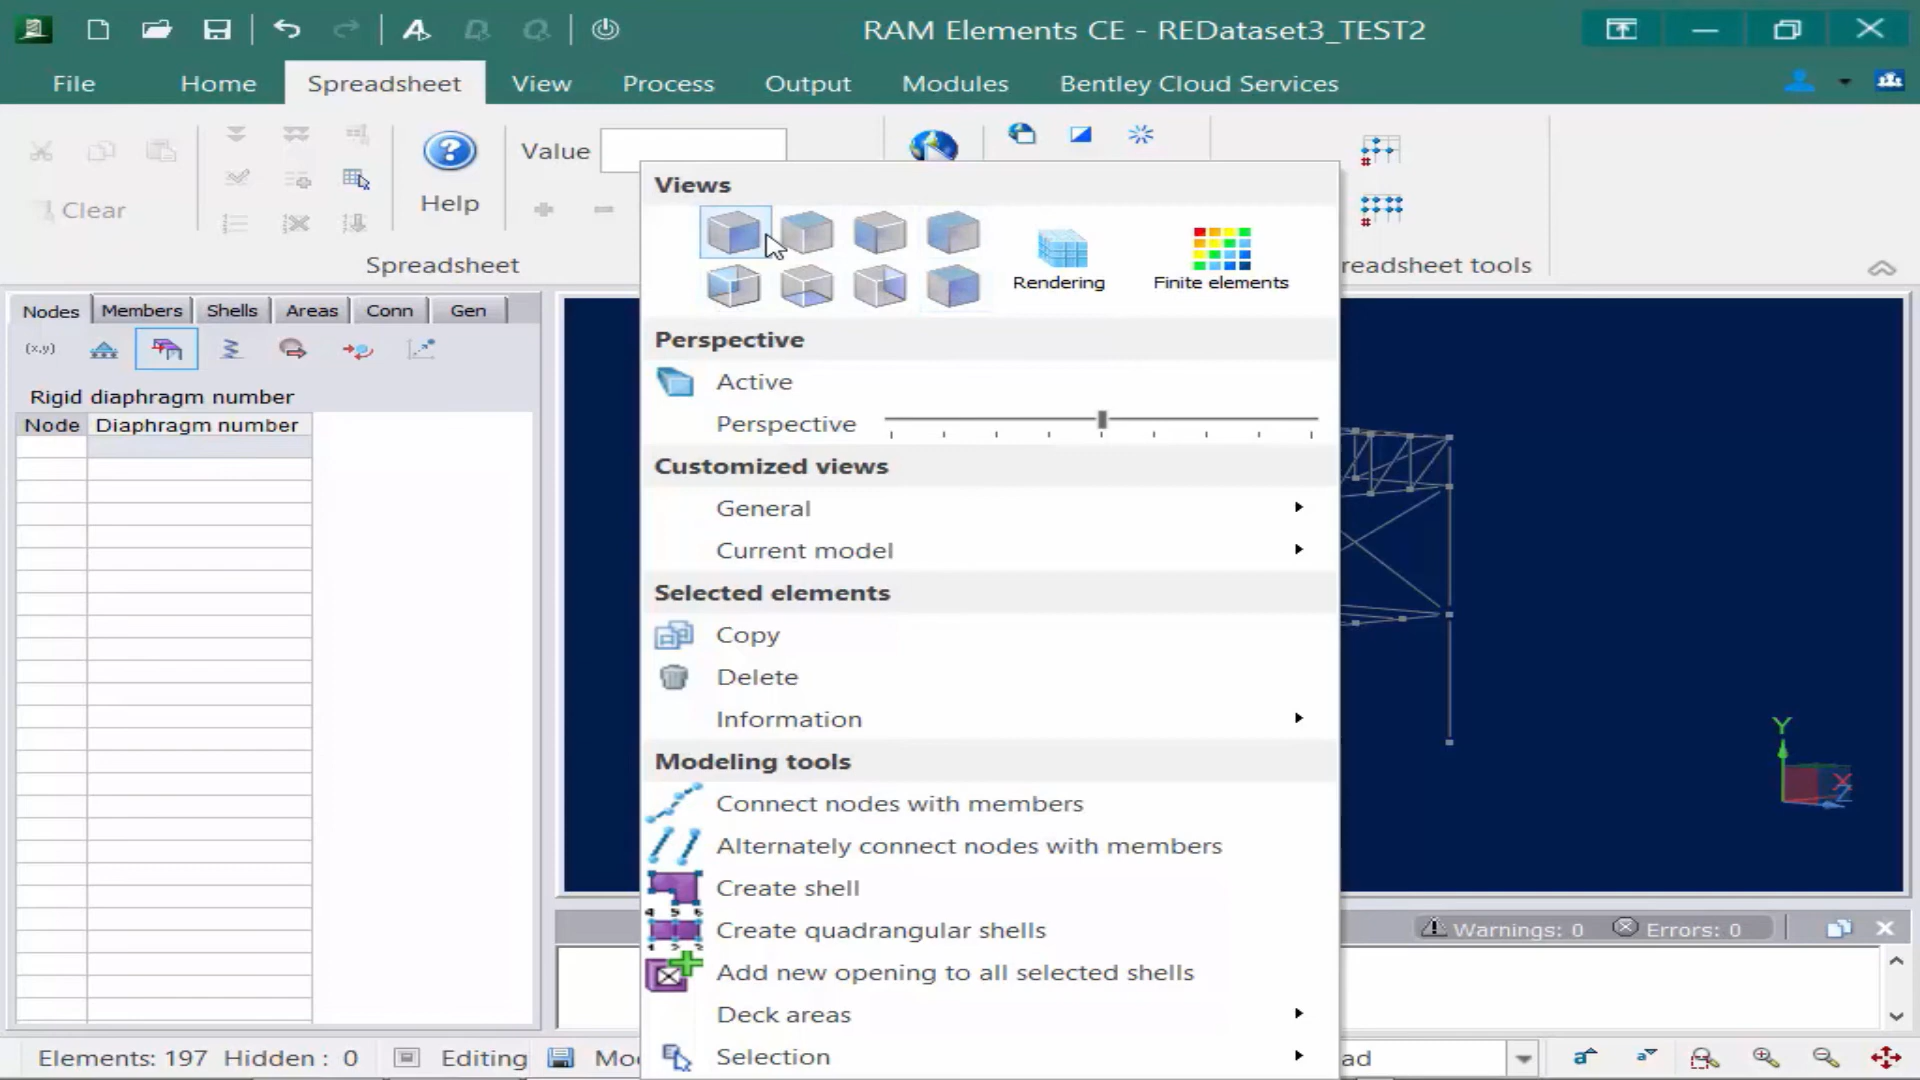 RAM Elements CE - REDataset3_TEST2
File Home Spreadsheet View Process Output Modules Bentley Cloud Services
Value
Clear
Help
Spreadsheet
readsheet tools
Views
Rendering
Finite elements
Perspective
Active
Perspective
Customized views
General
Current model
Selected elements
Copy
Delete
Information
Modeling tools
Connect nodes with members
Alternately connect nodes with members
Create shell
Create quadrangular shells
Add new opening to all selected shells
Deck areas
Selection
Nodes Members Shells Areas Conn Gen
(x,y)
Rigid diaphragm number
Node Diaphragm number
Y
X
Z
Warnings: 0 Errors: 0
Elements: 197 Hidden : 0 Editing Mo
ad